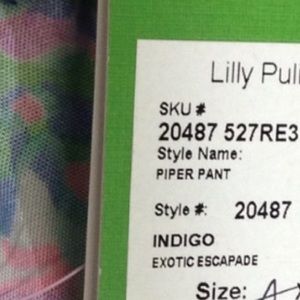 Lilly Puli
SKU #
20487 527RE3
Style Name:
PIPER PANT
Style #: 20487
INDIGO
EXOTIC ESCAPADE
Size: